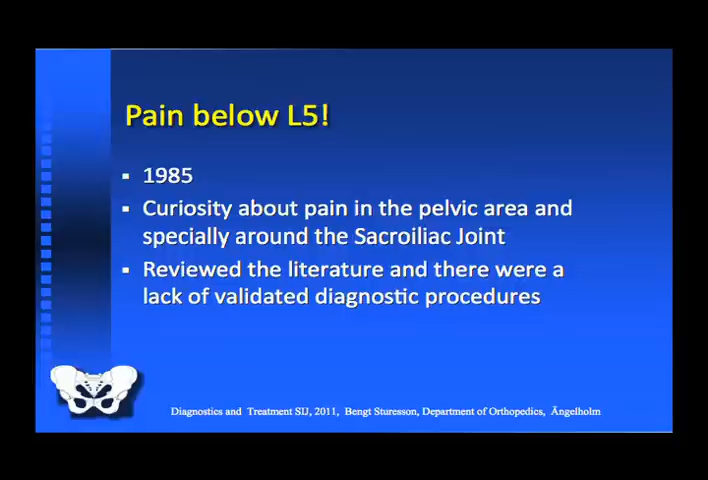 Pain below L5!
▪ 1985
▪ Curiosity about pain in the pelvic area and
specially around the Sacroiliac Joint
▪ Reviewed the literature and there were a
lack of validated diagnostic procedures
Diagnostics and Treatment SIJ, 2011, Bengt Sturesson, Department of Orthopedics, Ängelholm